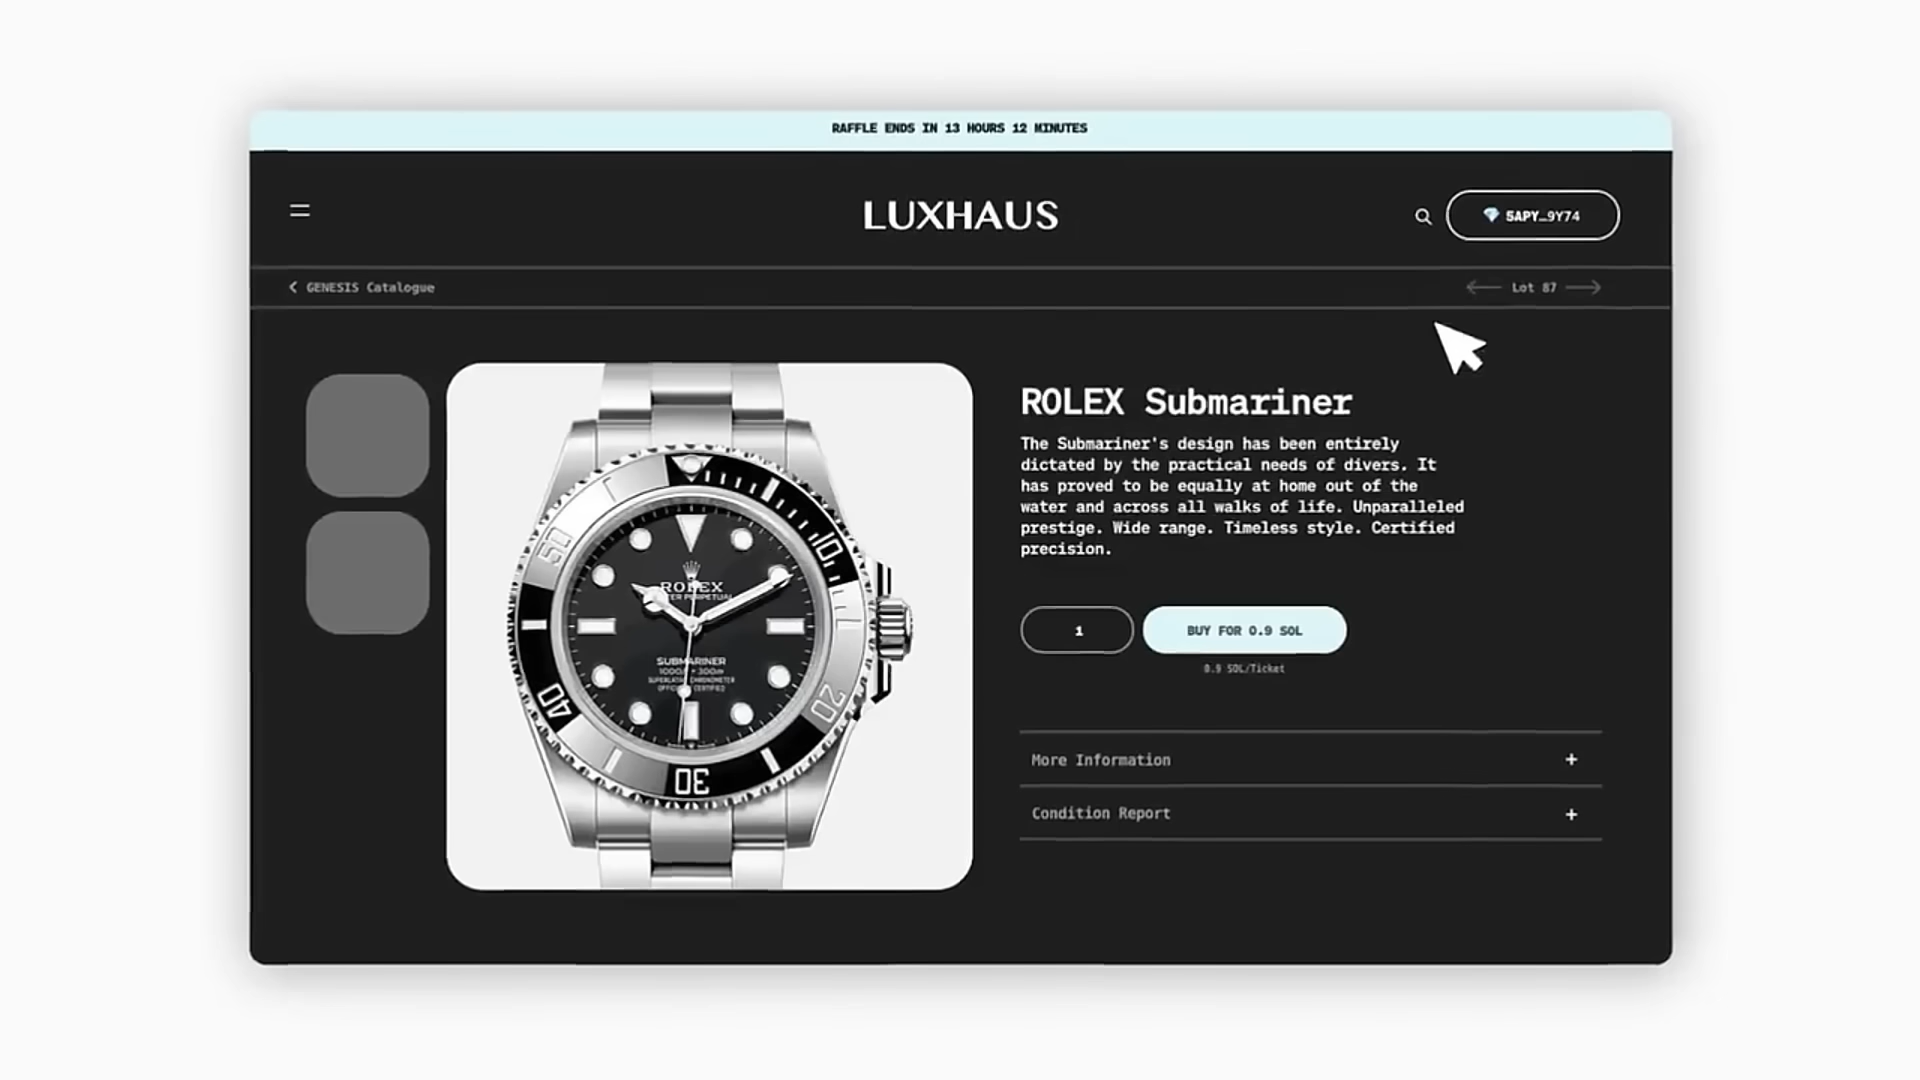 RAFFLE ENDS IN 13 HOURS 12 MINUTES
LUXHAUS
5APY_9Y74
GENESIS Catalogue
Lot 87
ROLEX Submariner
The Submariner's design has been entirely
dictated by the practical needs of divers. It
has proved to be equally at home out of the
water and across all walks of life. Unparalleled
prestige. Wide range. Timeless style. Certified
precision.
1
BUY FOR 0.9 SOL
0.9 SOL/Ticket
More Information
+
Condition Report
+
10
20
30
40
50
ROLEX
PERPETUAL
SUBMARINER